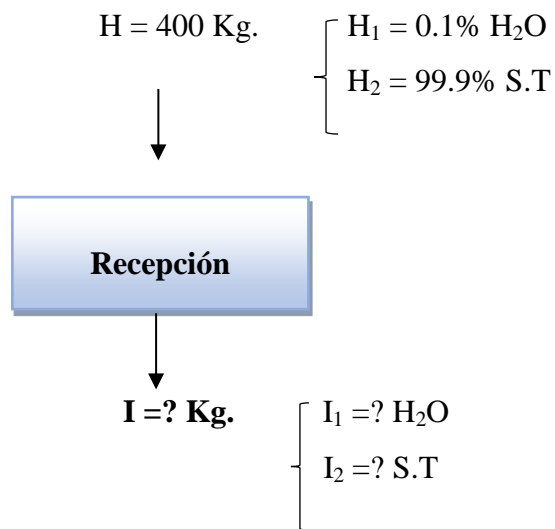 H = 400 Kg.
H₁ = 0.1% H₂O
H₂ = 99.9% S.T
Recepción
I =? Kg.
I₁ =? H₂O
I₂ =? S.T